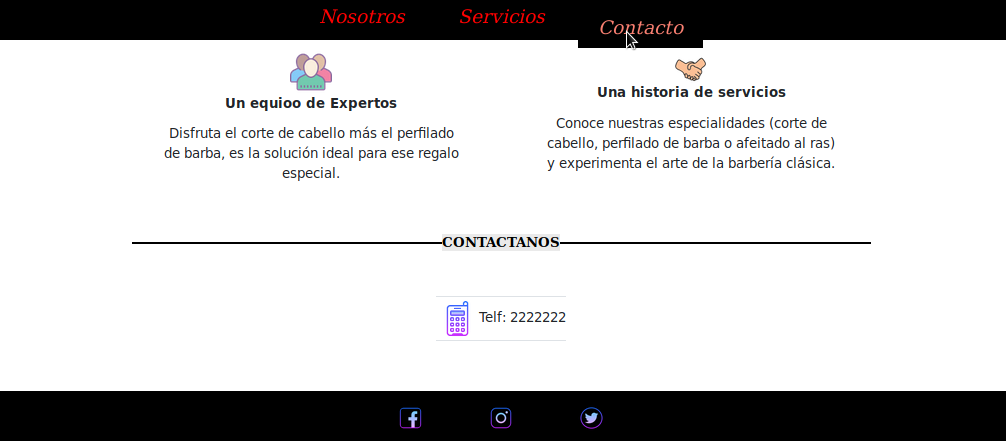 Nosotros
Servicios
Contacto
Un equioo de Expertos
Disfruta el corte de cabello más el perfilado
de barba, es la solución ideal para ese regalo
especial.
Una historia de servicios
Conoce nuestras especialidades (corte de
cabello, perfilado de barba o afeitado al ras)
y experimenta el arte de la barbería clásica.
CONTACTANOS
Telf: 2222222